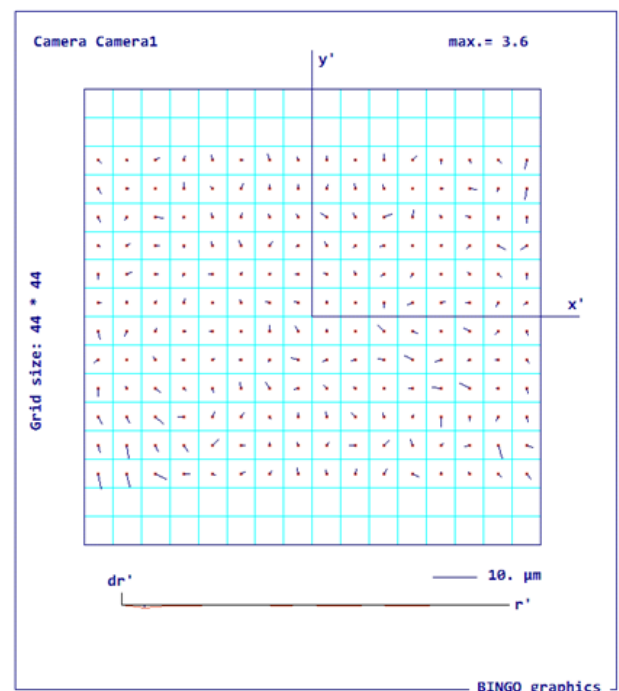 Camera Camera1
max.= 3.6
y'
x'
Grid size: 44 * 44
10. µm
dr'
r'
BINGO graphics